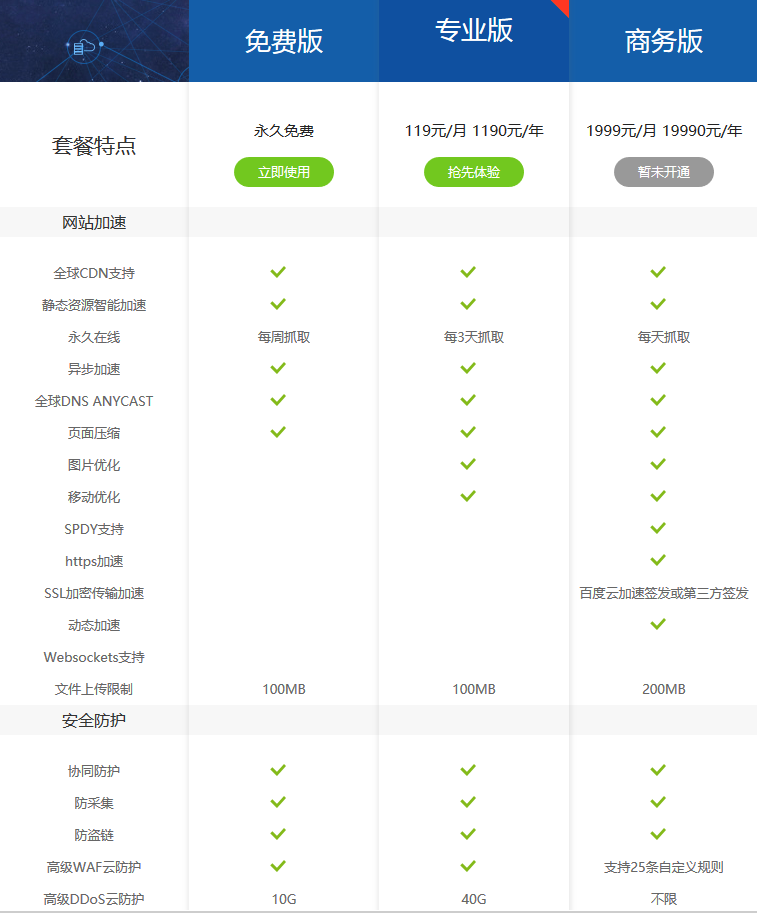 免费版 专业版 商务版
套餐特点 永久免费 119元/月 1190元/年 1999元/月 19990元/年
立即使用 抢先体验 暂未开通
网站加速
全球CDN支持
静态资源智能加速
永久在线 每周抓取 每3天抓取 每天抓取
异步加速
全球DNS ANYCAST
页面压缩
图片优化
移动优化
SPDY支持
https加速
SSL加密传输加速 百度云加速签发或第三方签发
动态加速
Websockets支持
文件上传限制 100MB 100MB 200MB
安全防护
协同防护
防采集
防盗链
高级WAF云防护 支持25条自定义规则
高级DDoS云防护 10G 40G 不限